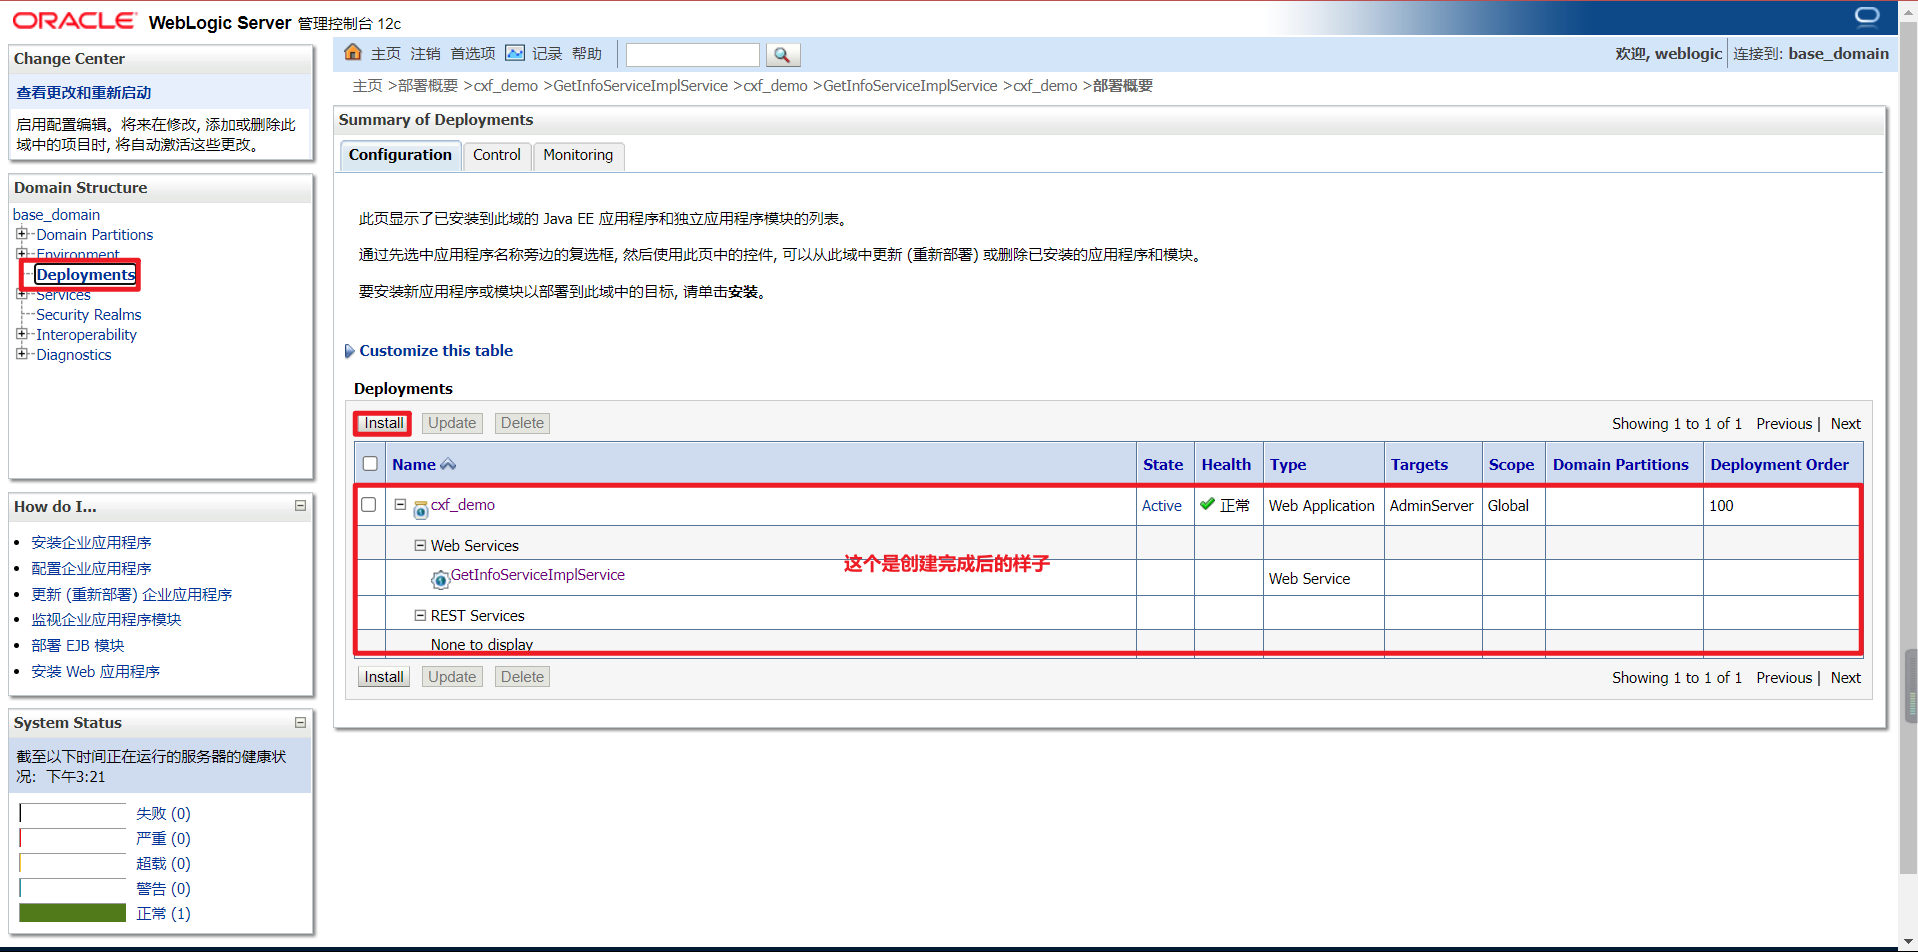 ORACLE WebLogic Server 管理控制台 12c
Change Center
查看更改和重新启动
启用配置编辑。将来在修改, 添加或删除此
域中的项目时, 将自动激活这些更改。
Domain Structure
base_domain
Domain Partitions
Environment
Deployments
Services
Security Realms
Interoperability
Diagnostics
How do I...
安装企业应用程序
配置企业应用程序
更新 (重新部署) 企业应用程序
监视企业应用程序模块
部署 EJB 模块
安装 Web 应用程序
System Status
截至以下时间正在运行的服务器的健康状
况: 下午3:21
失败 (0)
严重 (0)
超载 (0)
警告 (0)
正常 (1)
主页 注销 首选项 记录 帮助
欢迎, weblogic 连接到: base_domain
主页 >部署概要 >cxf_demo >GetInfoServiceImplService >cxf_demo >GetInfoServiceImplService >cxf_demo >部署概要
Summary of Deployments
Configuration Control Monitoring
此页显示了已安装到此域的 Java EE 应用程序和独立应用程序模块的列表。
通过先选中应用程序名称旁边的复选框, 然后使用此页中的控件, 可以从此域中更新 (重新部署) 或删除已安装的应用程序和模块。
要安装新应用程序或模块以部署到此域中的目标, 请单击安装。
Customize this table
Deployments
Install Update Delete Showing 1 to 1 of 1 Previous | Next
Name State Health Type Targets Scope Domain Partitions Deployment Order
cxf_demo Active 正常 Web Application AdminServer Global 100
Web Services
这个是创建完成后的样子
GetInfoServiceImplService Web Service
REST Services
None to display
Install Update Delete Showing 1 to 1 of 1 Previous | Next